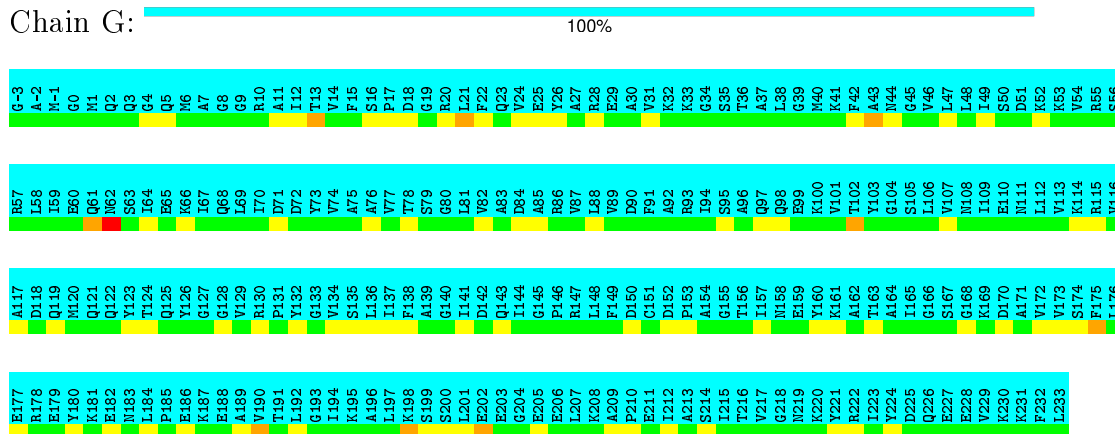 Chain G:
100%
G-3 A-2 M-1 G0 M1 Q2 Q3 G4 Q5 M6 A7 G8 G9 R10 A11 I12 T13 V14 F15 S16 P17 D18 G19 R20 L21 F22 Q23 V24 E25 Y26 A27 R28 E29 A30 V31 K32 K33 G34 S35 T36 A37 L38 G39 M40 K41 F42 A43 N44 G45 V46 L47 L48 I49 S50 D51 K52 K53 V54 R55 S56
R57 L58 I59 E60 Q61 N62 S63 I64 E65 K66 I67 Q68 L69 I70 D71 D72 Y73 V74 A75 A76 V77 T78 S79 G80 L81 V82 A83 D84 A85 R86 V87 L88 V89 D90 F91 A92 R93 I94 S95 A96 Q97 Q98 E99 K100 V101 T102 Y103 G104 S105 L106 V107 N108 I109 E110 N111 L112 V113 K114 R115
A117 D118 Q119 M120 Q121 Q122 Y123 T124 Q125 Y126 G127 G128 V129 R130 P131 Y132 G133 V134 S135 L136 I137 F138 A139 G140 I141 D142 Q143 I144 G145 P146 R147 L148 F149 D150 C151 D152 P153 A154 G155 T156 I157 N158 E159 Y160 K161 A162 T163 A164 I165 G166 S167 G168 K169 D170 A171 V172 V173 S174 F175 L176
E177 R178 E179 Y180 K181 E182 N183 L184 P185 E186 K187 E188 A189 V190 T191 L192 G193 I194 K195 A196 L197 K198 S199 S200 L201 E202 E203 G204 E205 E206 L207 K208 A209 P210 E211 I212 A213 S214 I215 T216 V217 G218 N219 K220 Y221 R222 I223 Y224 D225 Q226 E227 E228 V229 K230 K231 F232 L233